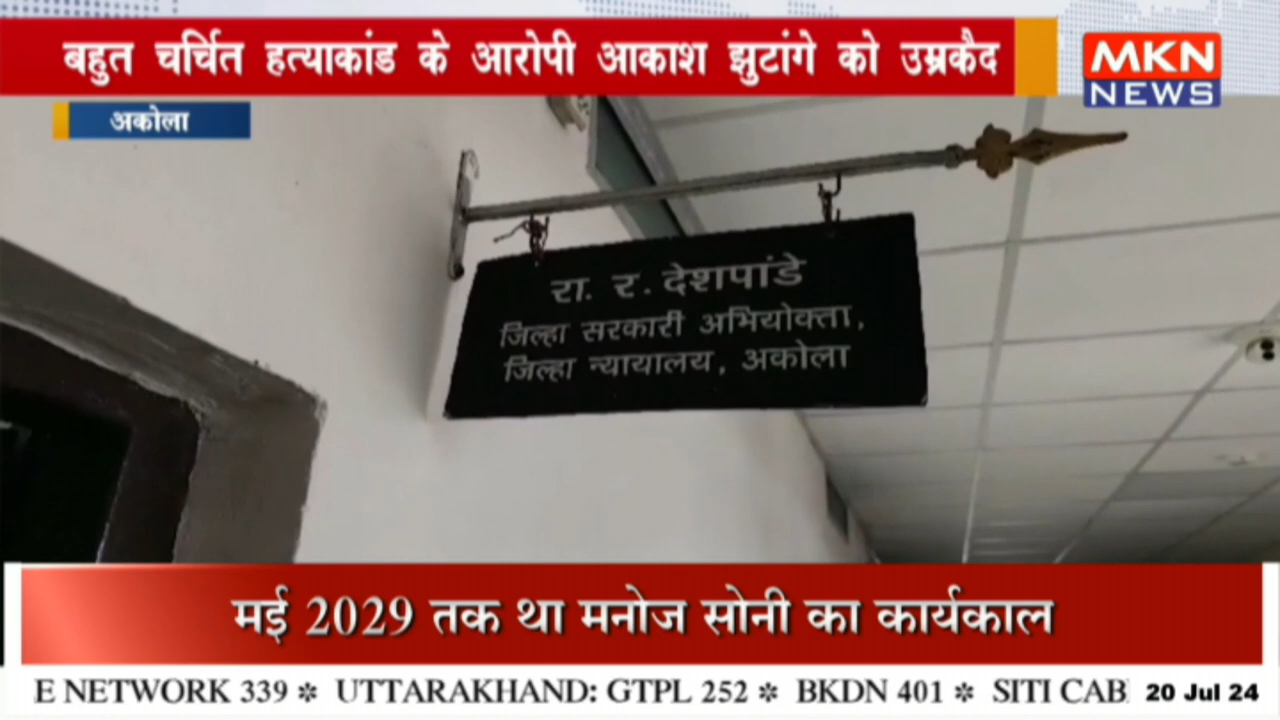 बहुत चर्चित हत्याकांड के आरोपी आकाश झुटांगे को उम्रकैद
MKN
NEWS
अकोला
रा. र. देशपांडे
जिल्हा सरकारी अभियोक्ता,
जिल्हा न्यायालय, अकोला
मई 2029 तक था मनोज सोनी का कार्यकाल
E NETWORK 339 ❊ UTTARAKHAND: GTPL 252 ❊ BKDN 401 ❊ SITI CAB
20 Jul 24